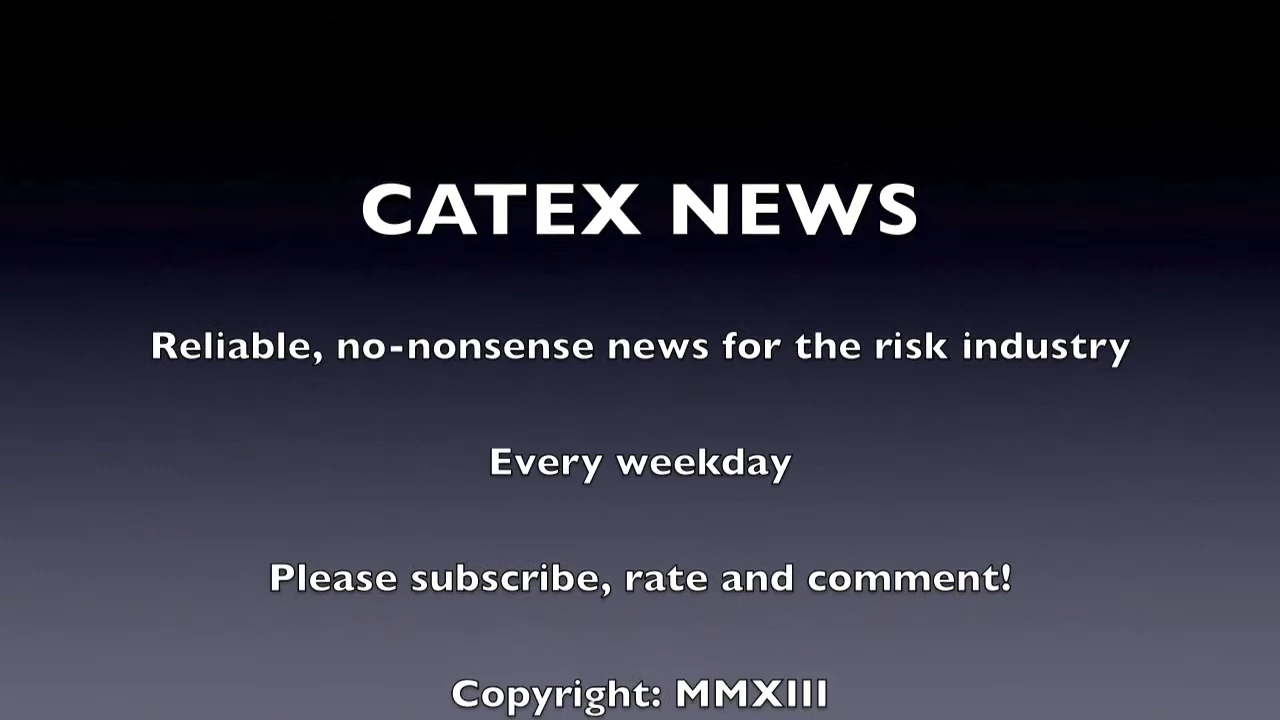 CATEX NEWS
Reliable, no-nonsense news for the risk industry
Every weekday
Please subscribe, rate and comment!
Copyright: MMXIII